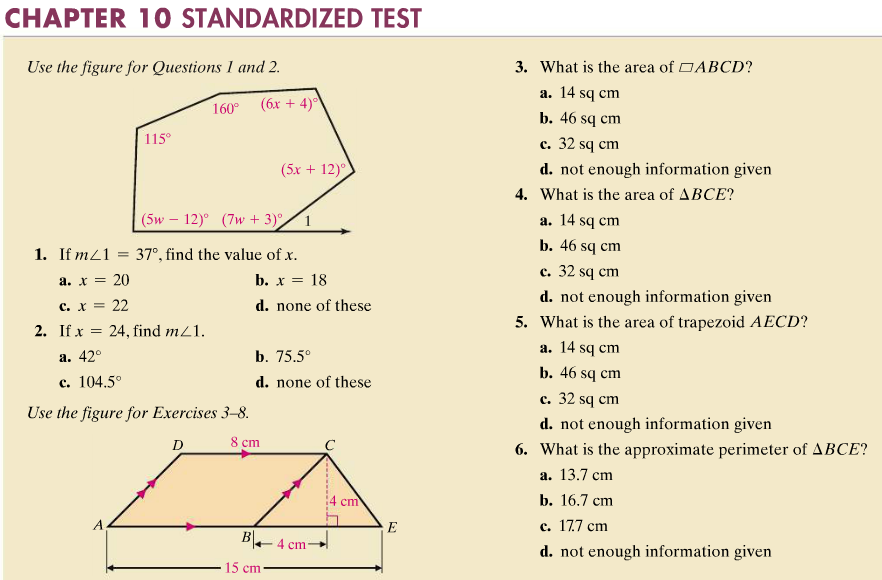 CHAPTER 10 STANDARDIZED TEST
Use the figure for Questions 1 and 2.
160° (6x + 4)°
115°
(5x + 12)°
(5w − 12)° (7w + 3)° 1
1. If m∠1 = 37°, find the value of x.
a. x = 20 b. x = 18
c. x = 22 d. none of these
2. If x = 24, find m∠1.
a. 42° b. 75.5°
c. 104.5° d. none of these
Use the figure for Exercises 3–8.
D 8 cm C
4 cm
A B E
4 cm
15 cm
3. What is the area of ▱ABCD?
a. 14 sq cm
b. 46 sq cm
c. 32 sq cm
d. not enough information given
4. What is the area of ΔBCE?
a. 14 sq cm
b. 46 sq cm
c. 32 sq cm
d. not enough information given
5. What is the area of trapezoid AECD?
a. 14 sq cm
b. 46 sq cm
c. 32 sq cm
d. not enough information given
6. What is the approximate perimeter of ΔBCE?
a. 13.7 cm
b. 16.7 cm
c. 17.7 cm
d. not enough information given